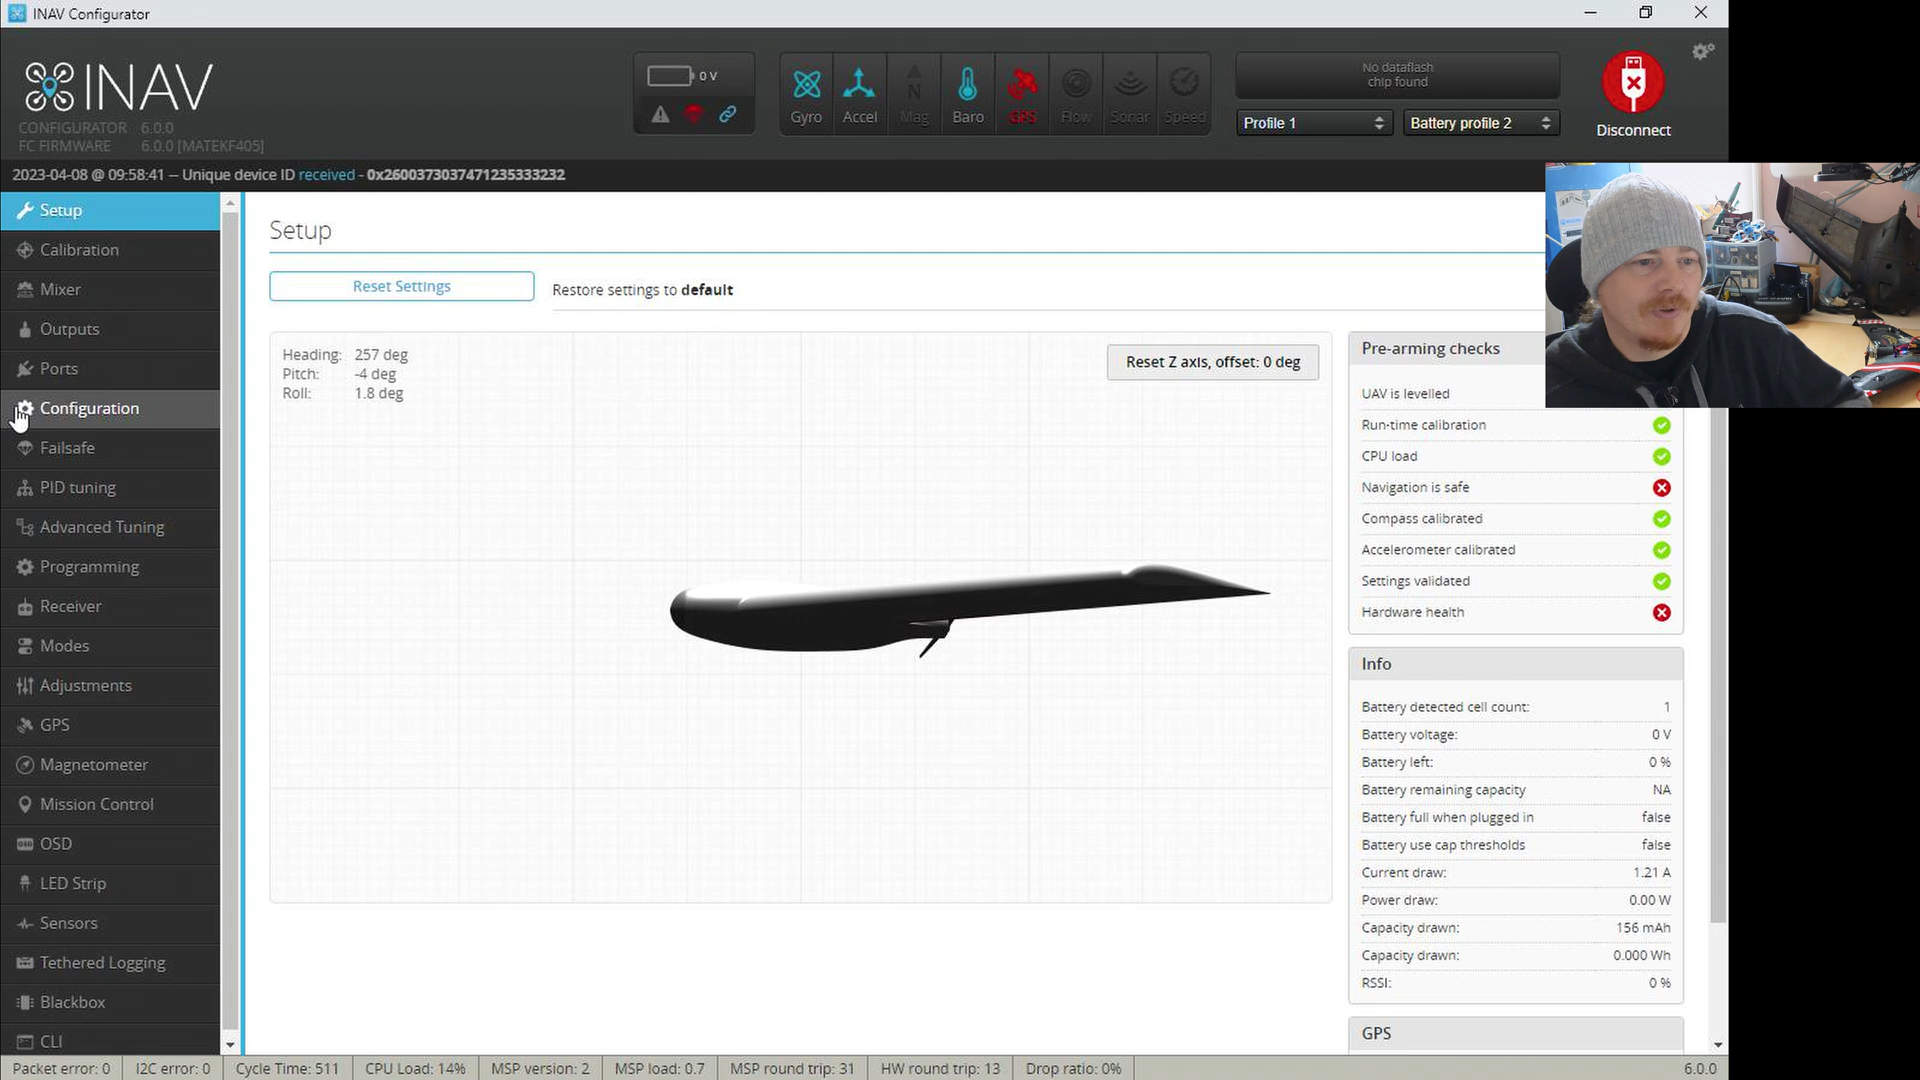 INAV Configurator
INAV
CONFIGURATOR 6.0.0
FC FIRMWARE 6.0.0 [MATEKF405]
0 V
Gyro
Accel
Mag
Baro
GPS
Flow
Sonar
Speed
No dataflash
chip found
Profile 1
Battery profile 2
Disconnect
2023-04-08 @ 09:58:41 -- Unique device ID received - 0x2600373037471235333232
Setup
Calibration
Mixer
Outputs
Ports
Configuration
Failsafe
PID tuning
Advanced Tuning
Programming
Receiver
Modes
Adjustments
GPS
Magnetometer
Mission Control
OSD
LED Strip
Sensors
Tethered Logging
Blackbox
CLI
Setup
Reset Settings
Restore settings to default
Heading: 257 deg
Pitch: -4 deg
Roll: 1.8 deg
Reset Z axis, offset: 0 deg
Pre-arming checks
UAV is levelled
Run-time calibration
CPU load
Navigation is safe
Compass calibrated
Accelerometer calibrated
Settings validated
Hardware health
Info
Battery detected cell count: 1
Battery voltage: 0 V
Battery left: 0 %
Battery remaining capacity NA
Battery full when plugged in false
Battery use cap thresholds false
Current draw: 1.21 A
Power draw: 0.00 W
Capacity drawn: 156 mAh
Capacity drawn: 0.000 Wh
RSSI: 0 %
GPS
Packet error: 0
I2C error: 0
Cycle Time: 511
CPU Load: 14%
MSP version: 2
MSP load: 0.7
MSP round trip: 31
HW round trip: 13
Drop ratio: 0%
6.0.0